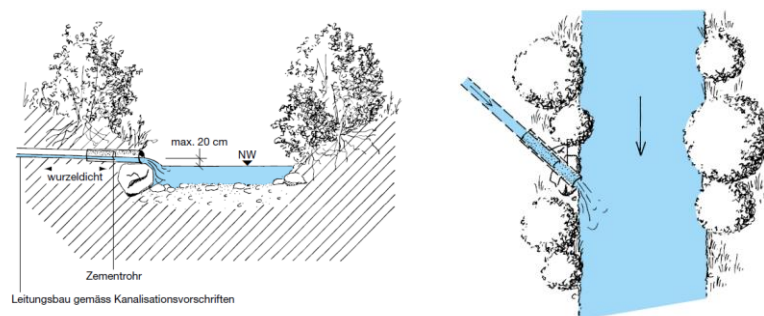 max. 20 cm
NW
wurzeldicht
Zementrohr
Leitungsbau gemäss Kanalisationsvorschriften